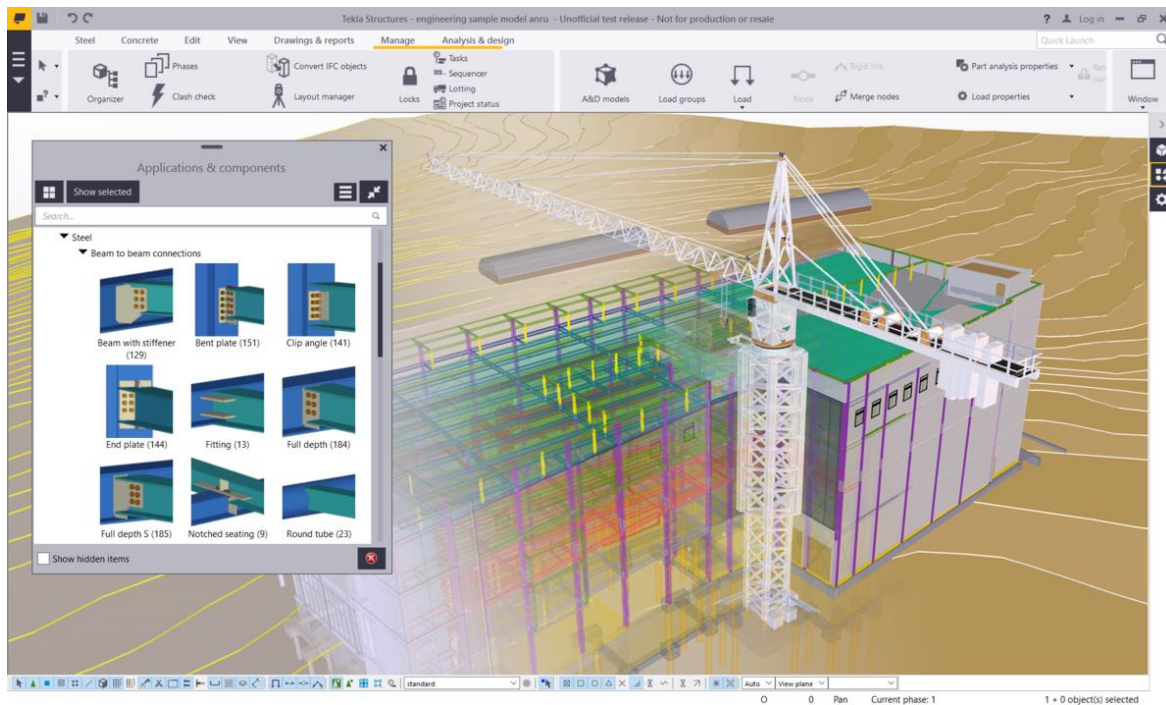 Tekla Structures - engineering sample model anru - Unofficial test release - Not for production or resale
? Log in
Steel Concrete Edit View Drawings & reports Manage Analysis & design
Quick Launch
Organizer
Phases
Clash check
Convert IFC objects
Layout manager
Locks
Tasks
Sequencer
Lotting
Project status
A&D models
Load groups
Load
Node
Rigid link
Merge nodes
Part analysis properties
Load properties
Window
Applications & components
Show selected
Search...
Steel
Beam to beam connections
Beam with stiffener
(129)
Bent plate (151)
Clip angle (141)
End plate (144)
Fitting (13)
Full depth (184)
Full depth S (185)
Notched seating (9)
Round tube (23)
Show hidden items
standard
Auto
View plane
O 0 Pan Current phase: 1 1 + 0 object(s) selected